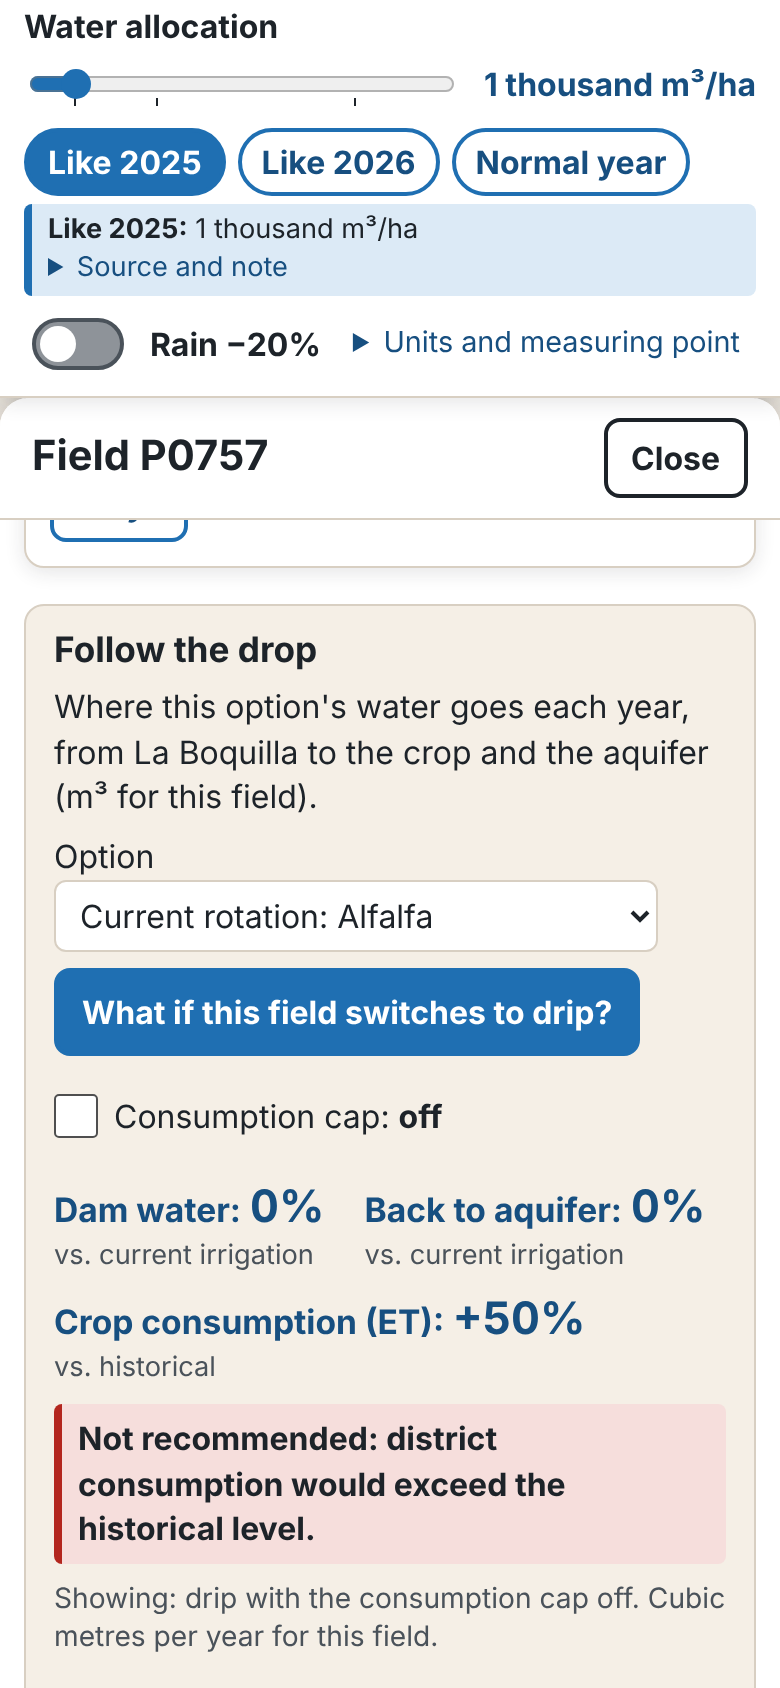 Water allocation
1 thousand m³/ha
Like 2025
Like 2026
Normal year
Like 2025: 1 thousand m³/ha
Source and note
Rain −20%
Units and measuring point
Field P0757
Close
Follow the drop
Where this option's water goes each year,
from La Boquilla to the crop and the aquifer
(m³ for this field).
Option
Current rotation: Alfalfa
What if this field switches to drip?
Consumption cap: off
Dam water: 0%
vs. current irrigation
Back to aquifer: 0%
vs. current irrigation
Crop consumption (ET): +50%
vs. historical
Not recommended: district
consumption would exceed the
historical level.
Showing: drip with the consumption cap off. Cubic
metres per year for this field.